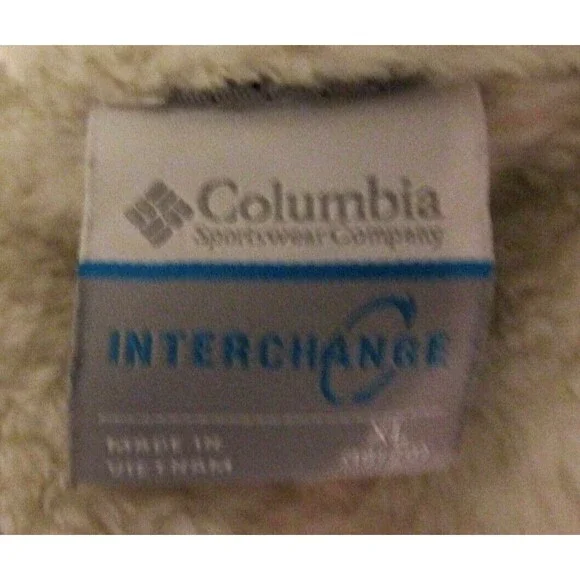 Columbia
Sportswear Company
INTERCHANGE
MADE IN
VIETNAM
XL